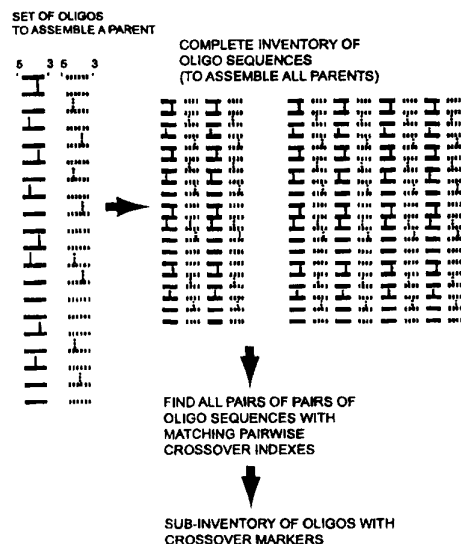 SET OF OLIGOS
TO ASSEMBLE A PARENT
5 3 5 3
COMPLETE INVENTORY OF
OLIGO SEQUENCES
(TO ASSEMBLE ALL PARENTS)
FIND ALL PAIRS OF PAIRS OF
OLIGO SEQUENCES WITH
MATCHING PAIRWISE
CROSSOVER INDEXES
SUB-INVENTORY OF OLIGOS WITH
CROSSOVER MARKERS